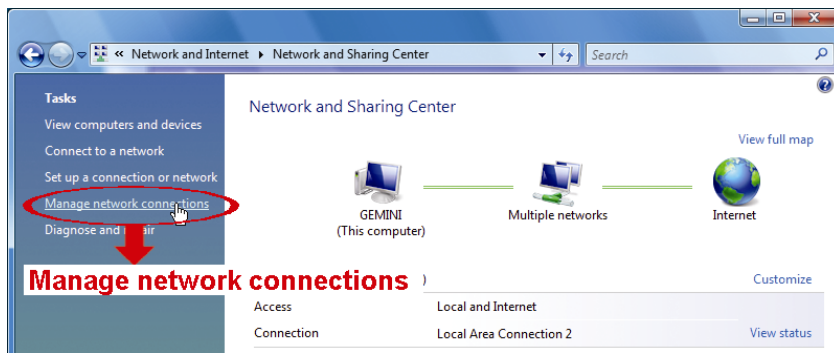 « Network and Internet ▸ Network and Sharing Center
Search
Tasks
View computers and devices
Connect to a network
Set up a connection or network
Manage network connections
Diagnose and
Manage network connections
Network and Sharing Center
View full map
GEMINI
(This computer)
Multiple networks
Internet
)
Customize
Access Local and Internet
Connection Local Area Connection 2 View status